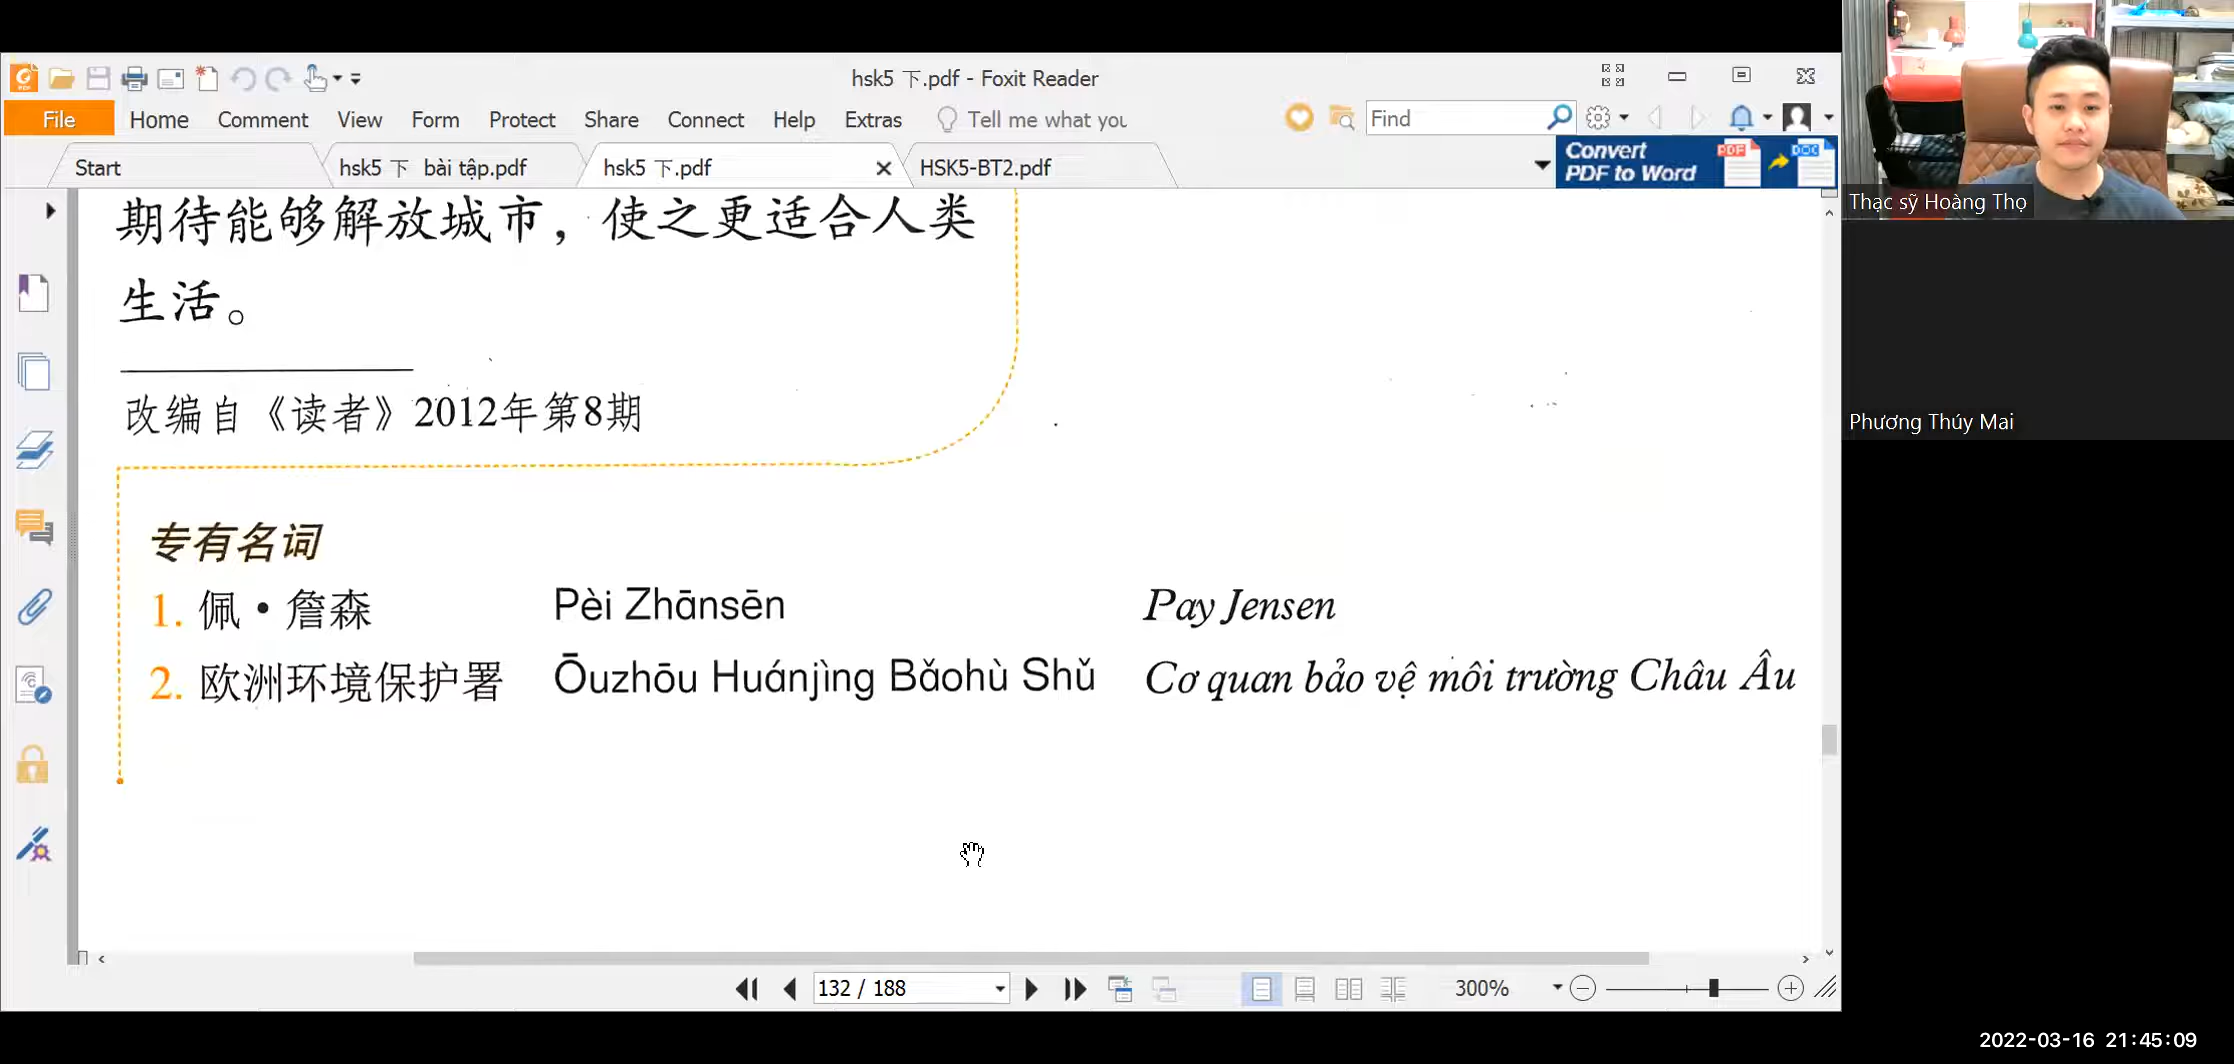 hsk5 下.pdf - Foxit Reader
File Home Comment View Form Protect Share Connect Help Extras Tell me what you Find
Start hsk5 下 bài tập.pdf hsk5 下.pdf HSK5-BT2.pdf
Convert
PDF to Word
PDF DOC
Thạc sỹ Hoàng Thọ
Phương Thúy Mai
期待能够解放城市，使之更适合人类
生活。
改编自《读者》2012年第8期
专有名词
1. 佩·詹森 Pèi Zhānsēn Pay Jensen
2. 欧洲环境保护署 Ōuzhōu Huánjìng Bǎohù Shǔ Cơ quan bảo vệ môi trường Châu Âu
132 / 188 300%
2022-03-16 21:45:09